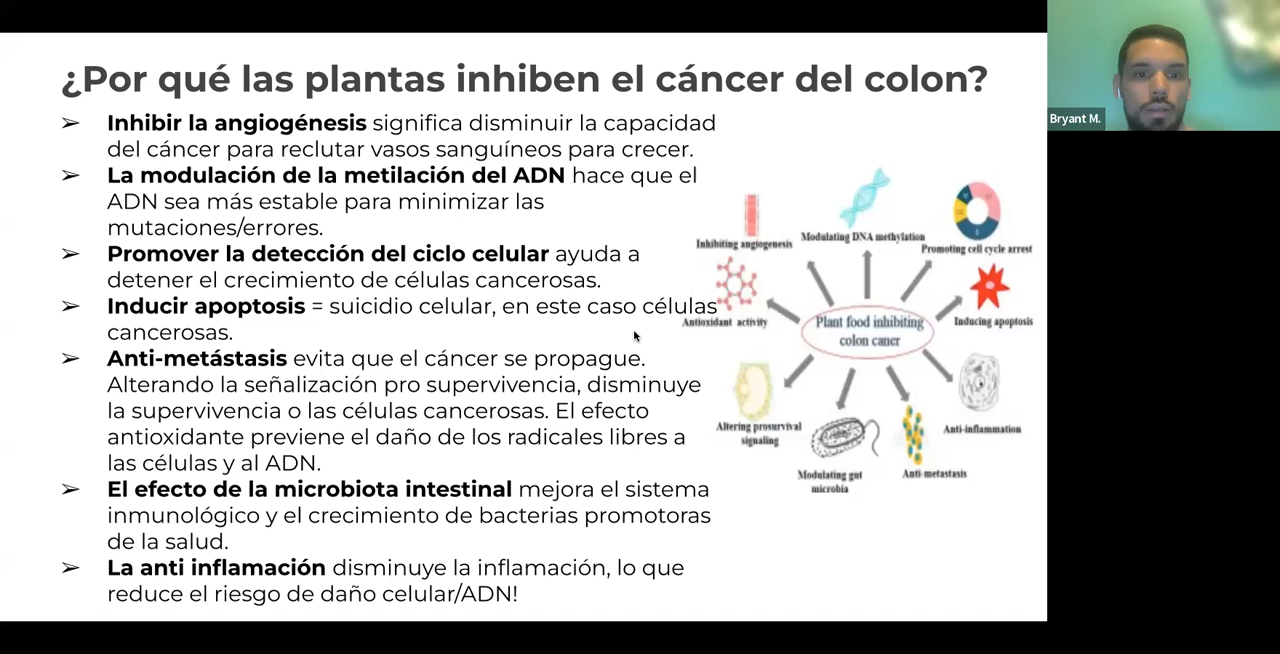 ¿Por qué las plantas inhiben el cáncer del colon?
➢ Inhibir la angiogénesis significa disminuir la capacidad
del cáncer para reclutar vasos sanguíneos para crecer.
➢ La modulación de la metilación del ADN hace que el
ADN sea más estable para minimizar las
mutaciones/errores.
➢ Promover la detección del ciclo celular ayuda a
detener el crecimiento de células cancerosas.
➢ Inducir apoptosis = suicidio celular, en este caso células
cancerosas.
➢ Anti-metástasis evita que el cáncer se propague.
Alterando la señalización pro supervivencia, disminuye
la supervivencia o las células cancerosas. El efecto
antioxidante previene el daño de los radicales libres a
las células y al ADN.
➢ El efecto de la microbiota intestinal mejora el sistema
inmunológico y el crecimiento de bacterias promotoras
de la salud.
➢ La anti inflamación disminuye la inflamación, lo que
reduce el riesgo de daño celular/ADN!
Inhibiting angiogenesis
Modulating DNA methylation
Promoting cell cycle arrest
Antioxidant activity
Plant food inhibiting
colon caner
Inducing apoptosis
Altering prosurvival
signaling
Modulating gut
microbia
Anti-metastasis
Anti-inflammation
Bryant M.